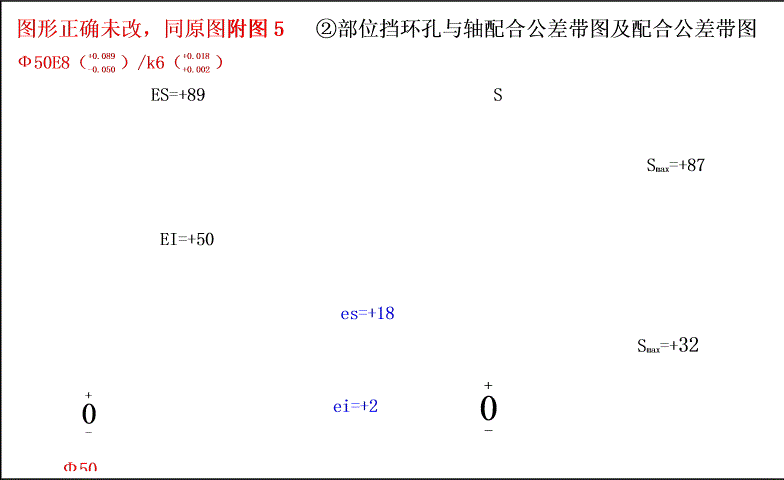 图形正确未改，同原图附图 5 ②部位挡环孔与轴配合公差带图及配合公差带图
Φ50E8（+0.089 -0.050）/k6（+0.018 +0.002）
ES=+89 S
Smax=+87
EI=+50
es=+18
Smax=+32
+ +
0 ei=+2 0
− −
Φ50